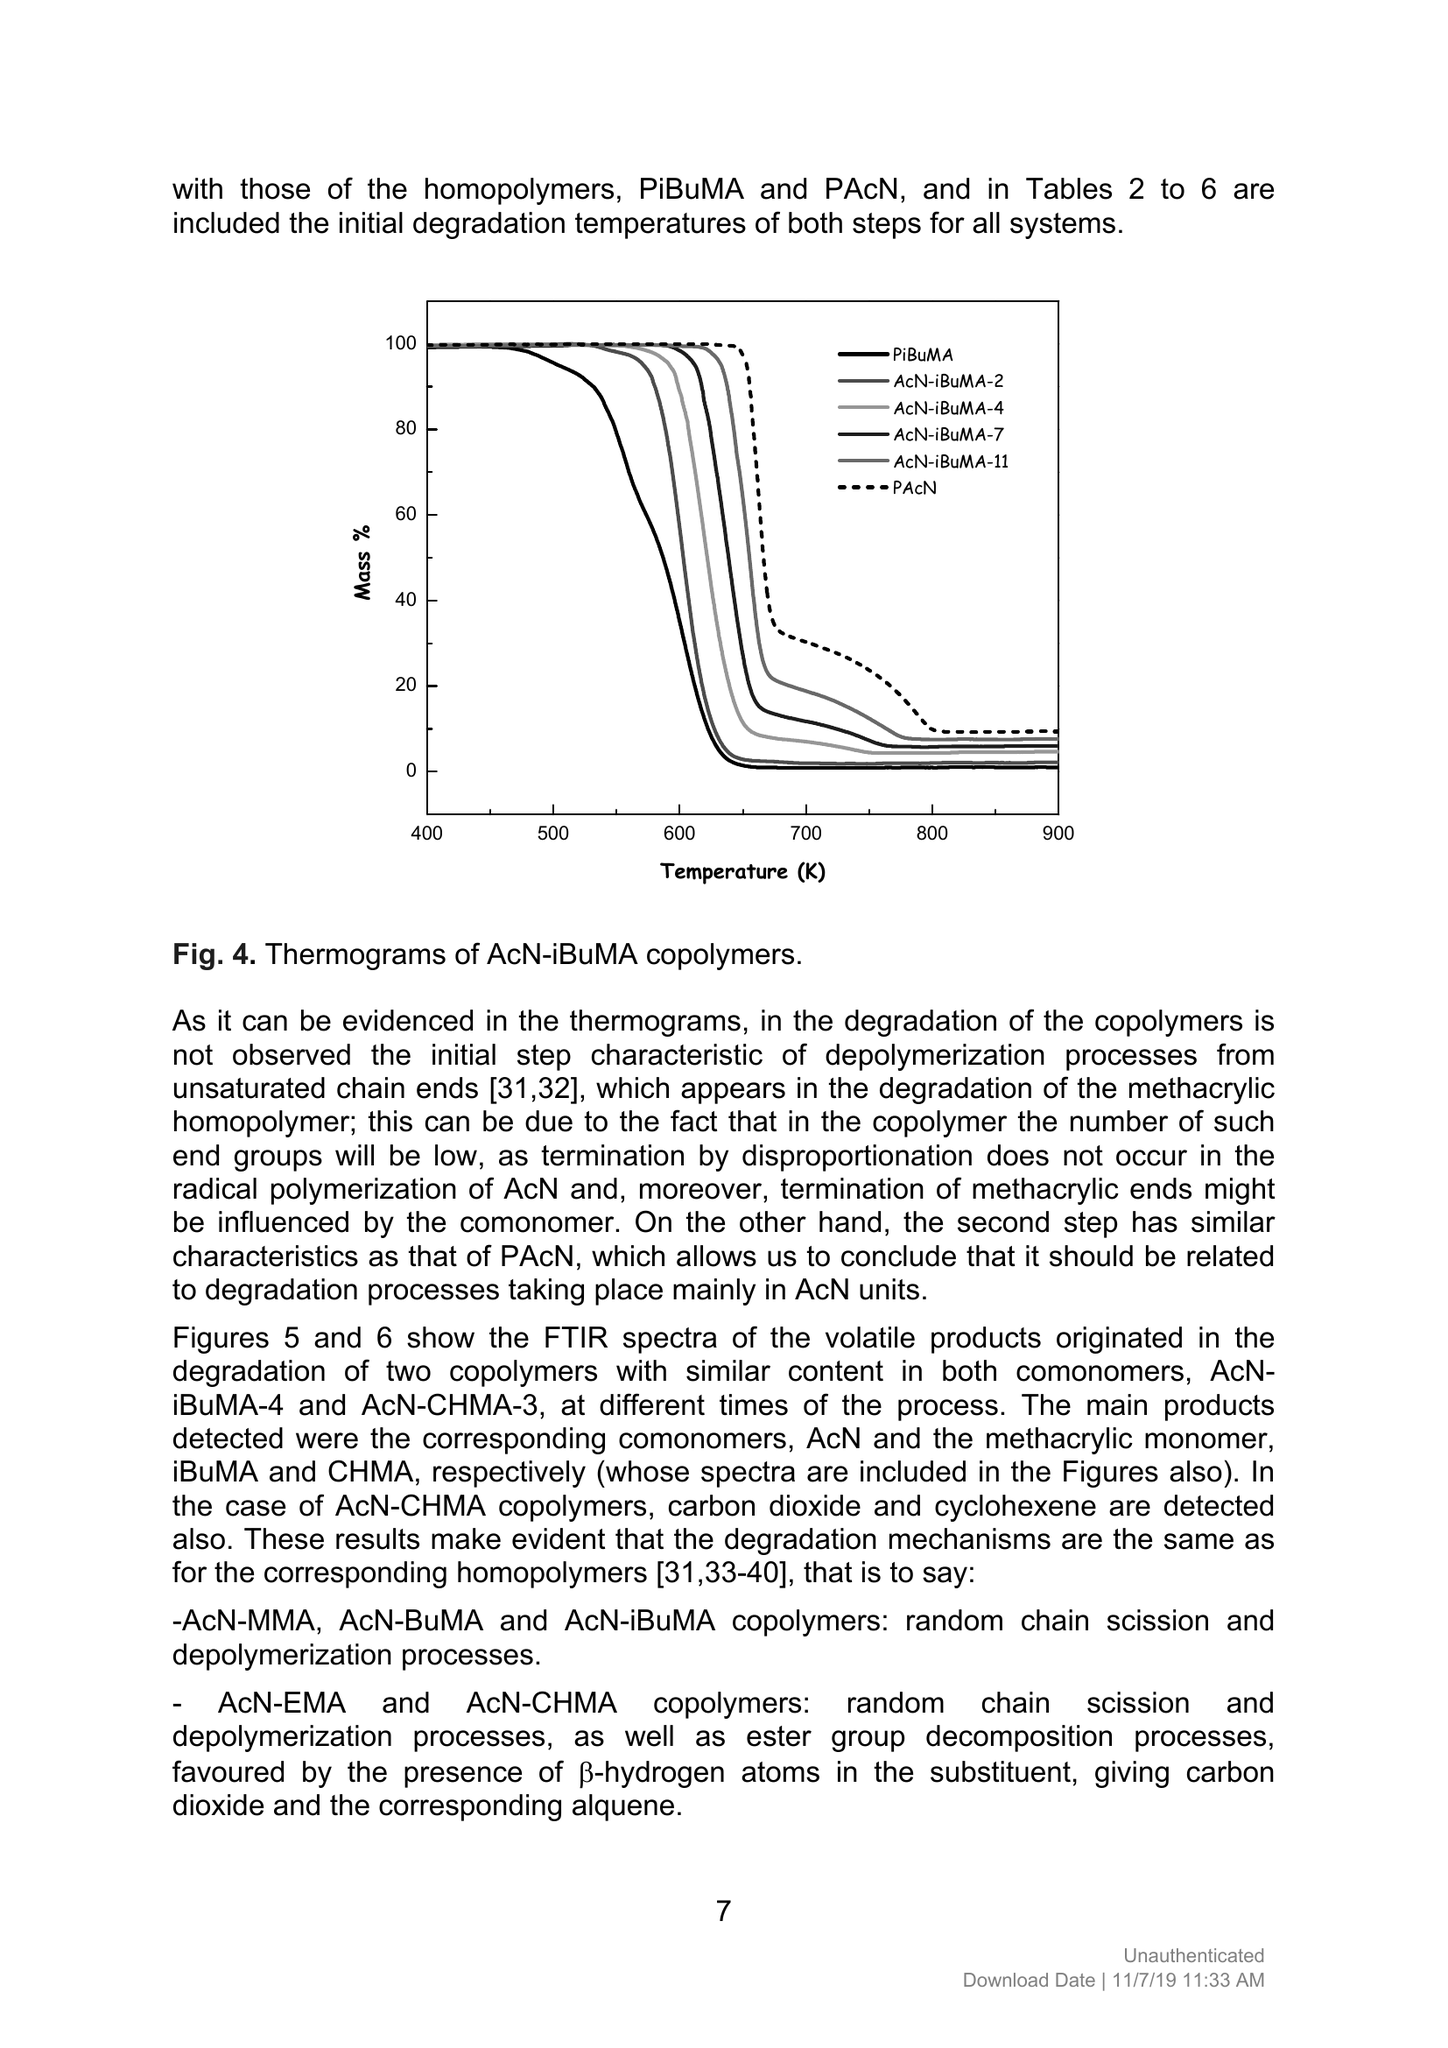 with those of the homopolymers, PiBuMA and PAcN, and in Tables 2 to 6 are
included the initial degradation temperatures of both steps for all systems.
100
80
60
40
20
0
Mass %
400 500 600 700 800 900
Temperature (K)
PiBuMA
AcN-iBuMA-2
AcN-iBuMA-4
AcN-iBuMA-7
AcN-iBuMA-11
PAcN
Fig. 4. Thermograms of AcN-iBuMA copolymers.
As it can be evidenced in the thermograms, in the degradation of the copolymers is
not observed the initial step characteristic of depolymerization processes from
unsaturated chain ends [31,32], which appears in the degradation of the methacrylic
homopolymer; this can be due to the fact that in the copolymer the number of such
end groups will be low, as termination by disproportionation does not occur in the
radical polymerization of AcN and, moreover, termination of methacrylic ends might
be influenced by the comonomer. On the other hand, the second step has similar
characteristics as that of PAcN, which allows us to conclude that it should be related
to degradation processes taking place mainly in AcN units.
Figures 5 and 6 show the FTIR spectra of the volatile products originated in the
degradation of two copolymers with similar content in both comonomers, AcN-
iBuMA-4 and AcN-CHMA-3, at different times of the process. The main products
detected were the corresponding comonomers, AcN and the methacrylic monomer,
iBuMA and CHMA, respectively (whose spectra are included in the Figures also). In
the case of AcN-CHMA copolymers, carbon dioxide and cyclohexene are detected
also. These results make evident that the degradation mechanisms are the same as
for the corresponding homopolymers [31,33-40], that is to say:
-AcN-MMA, AcN-BuMA and AcN-iBuMA copolymers: random chain scission and
depolymerization processes.
- AcN-EMA and AcN-CHMA copolymers: random chain scission and
depolymerization processes, as well as ester group decomposition processes,
favoured by the presence of β-hydrogen atoms in the substituent, giving carbon
dioxide and the corresponding alquene.
7
Unauthenticated
Download Date | 11/7/19 11:33 AM